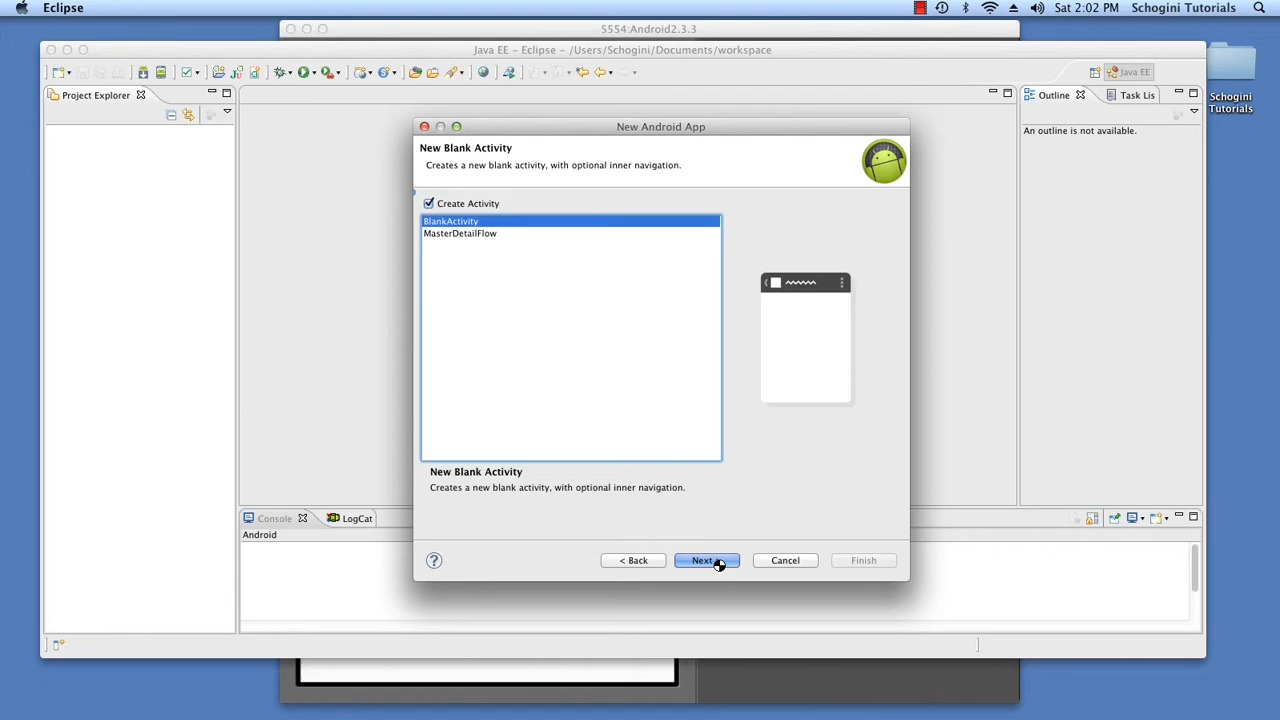 Eclipse
Sat 2:02 PM
Schogini Tutorials
5554:Android2.3.3
Java EE - Eclipse - /Users/Schogini/Documents/workspace
Java EE
Project Explorer
Outline
Task Lis
Schogini
Tutorials
An outline is not available.
New Android App
New Blank Activity
Creates a new blank activity, with optional inner navigation.
Create Activity
BlankActivity
MasterDetailFlow
New Blank Activity
Creates a new blank activity, with optional inner navigation.
Console
LogCat
Android
?
< Back
Next
Cancel
Finish